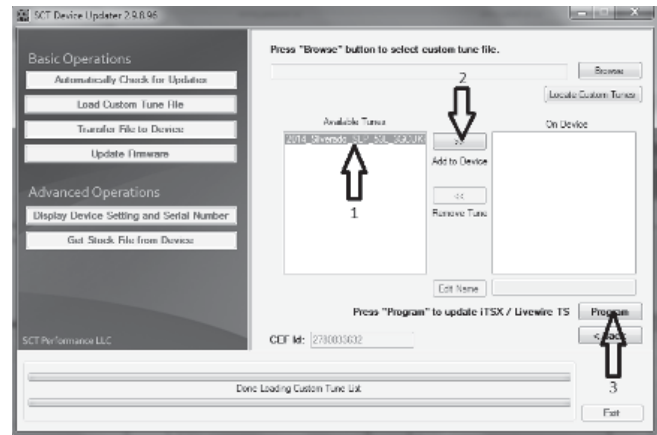 SCT Device Updater 2.9.8.96
Basic Operations
Automatically Check for Updates
Load Custom Tune File
Transfer File to Device
Update Firmware
Advanced Operations
Display Device Setting and Serial Number
Get Stock File from Device
SCT Performance LLC
Press "Browse" button to select custom tune file.
Browse
2
Locate Custom Tunes
Available Tunes
On Device
>>
Add to Device
1
<<
Remove Tune
Edit Name
Press "Program" to update iTSX / Livewire TS
Program
CEF Id:
< Back
3
Done Loading Custom Tune List
Exit